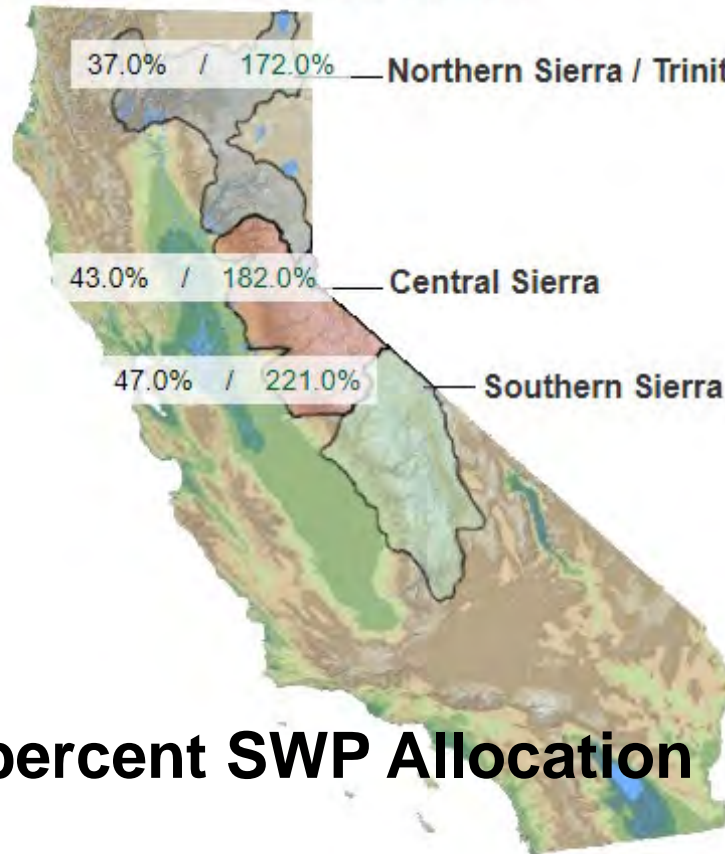 37.0% / 172.0% Northern Sierra / Trinit
43.0% / 182.0% Central Sierra
47.0% / 221.0% Southern Sierra
percent SWP Allocation